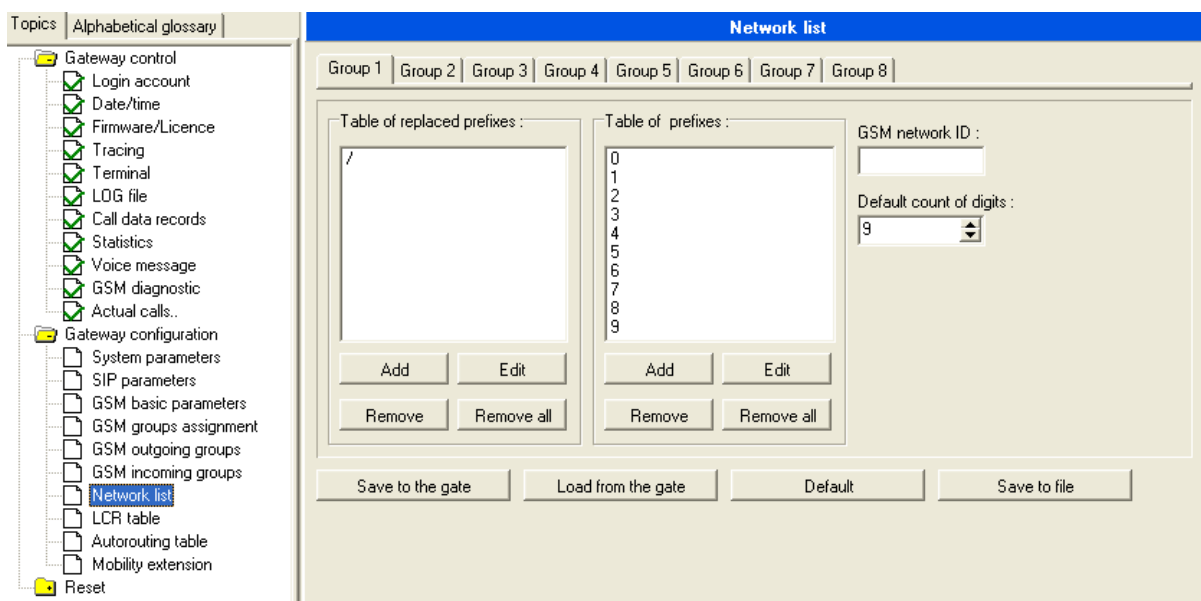 Topics Alphabetical glossary
Gateway control
Login account
Date/time
Firmware/Licence
Tracing
Terminal
LOG file
Call data records
Statistics
Voice message
GSM diagnostic
Actual calls..
Gateway configuration
System parameters
SIP parameters
GSM basic parameters
GSM groups assignment
GSM outgoing groups
GSM incoming groups
Network list
LCR table
Autorouting table
Mobility extension
Reset
Network list
Group 1 Group 2 Group 3 Group 4 Group 5 Group 6 Group 7 Group 8
Table of replaced prefixes :
/
Add Edit
Remove Remove all
Table of prefixes :
0
1
2
3
4
5
6
7
8
9
Add Edit
Remove Remove all
GSM network ID :
Default count of digits :
9
Save to the gate Load from the gate Default Save to file